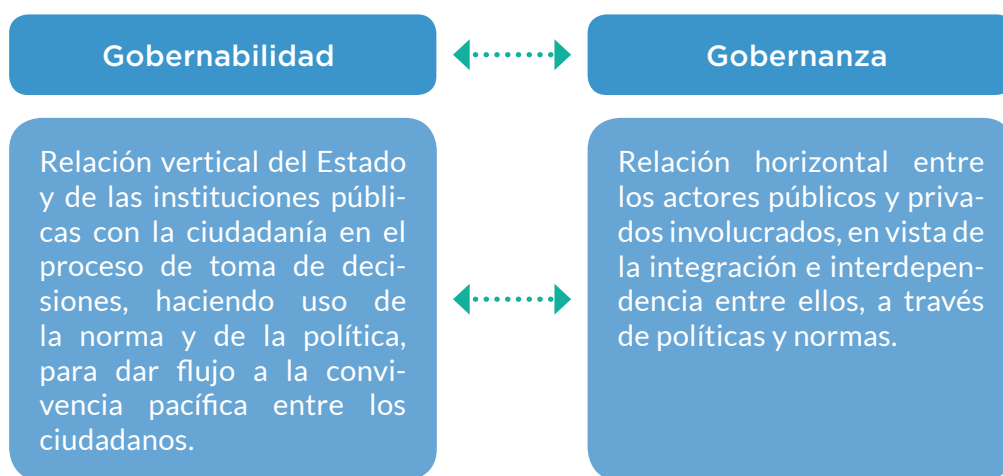 Gobernabilidad
Gobernanza
Relación vertical del Estado
y de las instituciones públi-
cas con la ciudadanía en el
proceso de toma de deci-
siones, haciendo uso de
la norma y de la política,
para dar flujo a la convi-
vencia pacífica entre los
ciudadanos.
Relación horizontal entre
los actores públicos y priva-
dos involucrados, en vista de
la integración e interdepen-
dencia entre ellos, a través
de políticas y normas.